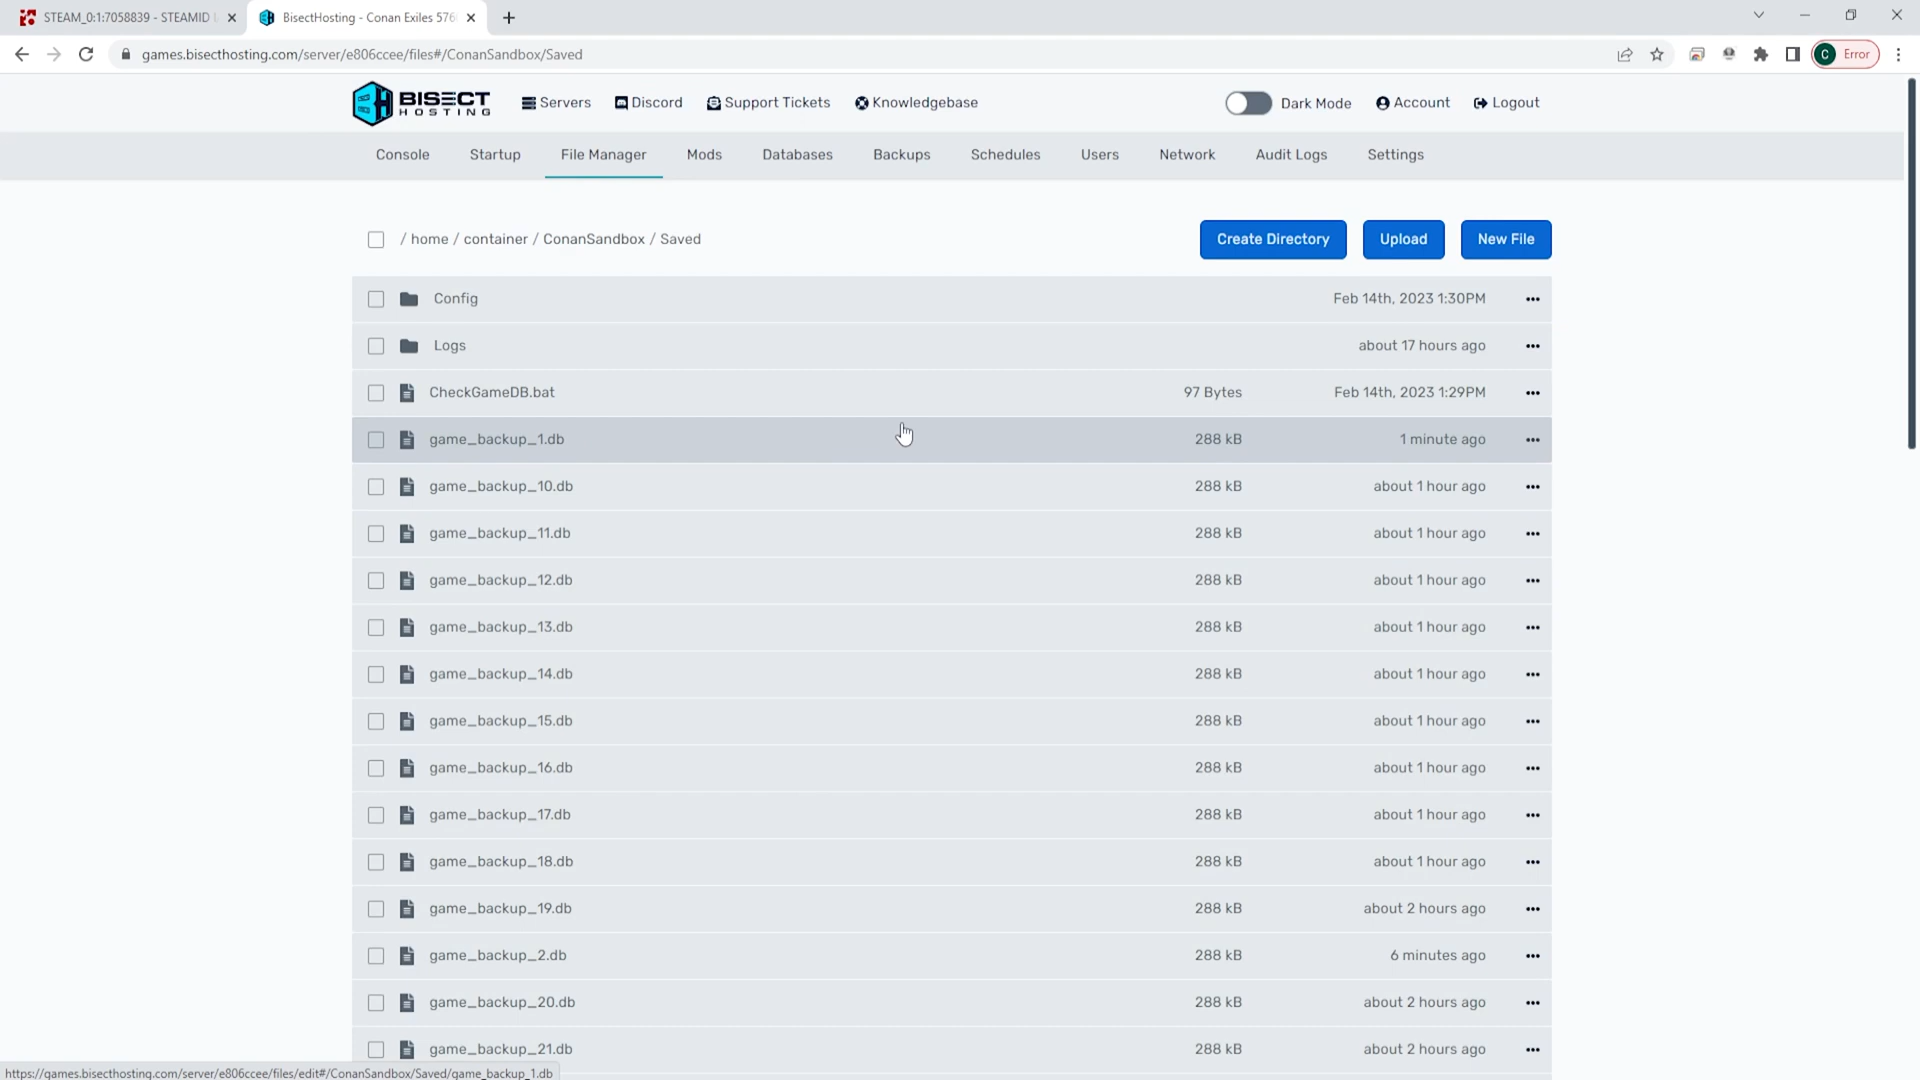 STEAM_0:1:7058839 - STEAMID
BisectHosting - Conan Exiles 576
games.bisecthosting.com/server/e806ccee/files#/ConanSandbox/Saved
C Error
BISECT HOSTING
Servers Discord Support Tickets Knowledgebase Dark Mode Account Logout
Console Startup File Manager Mods Databases Backups Schedules Users Network Audit Logs Settings
/ home / container / ConanSandbox / Saved Create Directory Upload New File
Config Feb 14th, 2023 1:30PM
Logs about 17 hours ago
CheckGameDB.bat 97 Bytes Feb 14th, 2023 1:29PM
game_backup_1.db 288 kB 1 minute ago
game_backup_10.db 288 kB about 1 hour ago
game_backup_11.db 288 kB about 1 hour ago
game_backup_12.db 288 kB about 1 hour ago
game_backup_13.db 288 kB about 1 hour ago
game_backup_14.db 288 kB about 1 hour ago
game_backup_15.db 288 kB about 1 hour ago
game_backup_16.db 288 kB about 1 hour ago
game_backup_17.db 288 kB about 1 hour ago
game_backup_18.db 288 kB about 1 hour ago
game_backup_19.db 288 kB about 2 hours ago
game_backup_2.db 288 kB 6 minutes ago
game_backup_20.db 288 kB about 2 hours ago
game_backup_21.db 288 kB about 2 hours ago
https://games.bisecthosting.com/server/e806ccee/files/edit#/ConanSandbox/Saved/game_backup_1.db